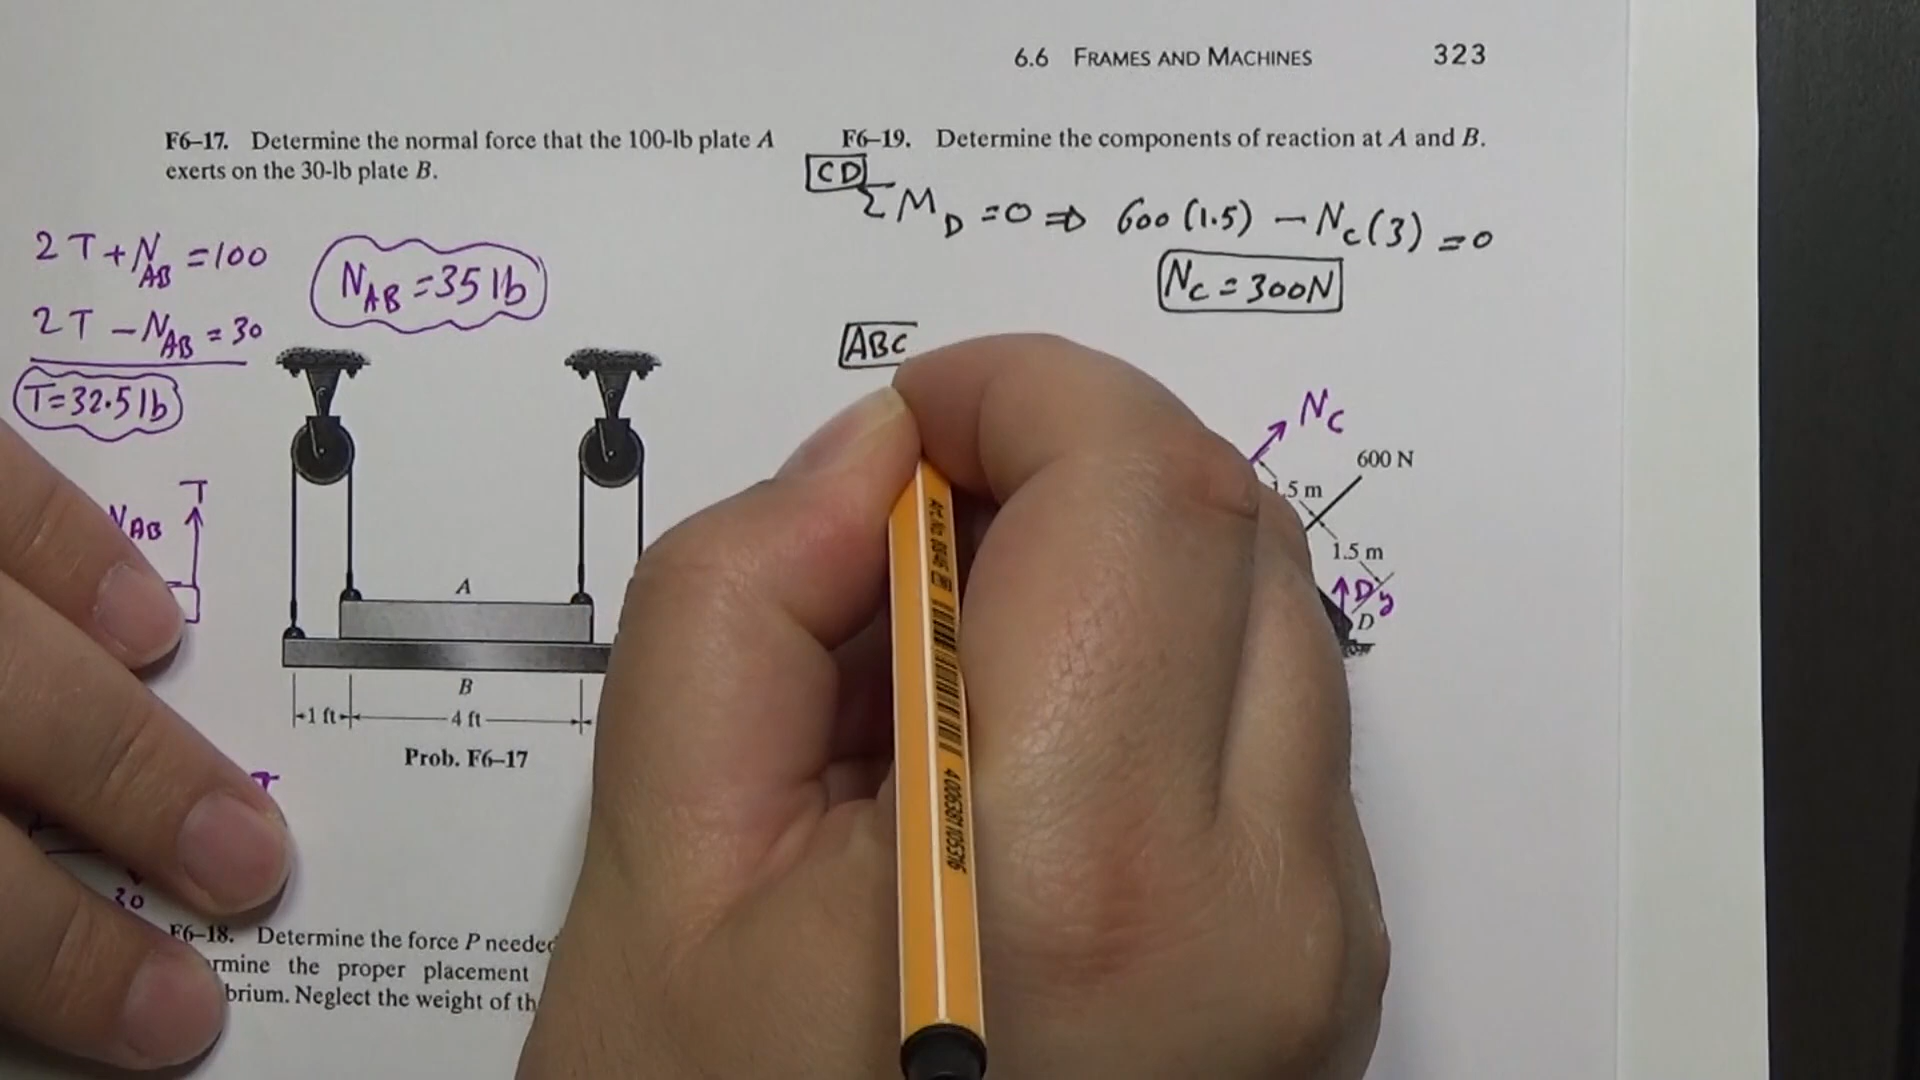 6.6 FRAMES AND MACHINES 323
F6–17. Determine the normal force that the 100-lb plate A
exerts on the 30-lb plate B.
2T + N_AB = 100
2T – N_AB = 30
T = 32.5 lb
N_AB = 35 lb
N_AB
T
A
B
1 ft
4 ft
Prob. F6–17
T
30
F6–18. Determine the force P needed
rmine the proper placement
brium. Neglect the weight of th
F6–19. Determine the components of reaction at A and B.
CD
ΣM_D = 0 ⇒ 600 (1.5) – N_C (3) = 0
N_C = 300N
ABC
N_C
600 N
.5 m
1.5 m
Dy
D